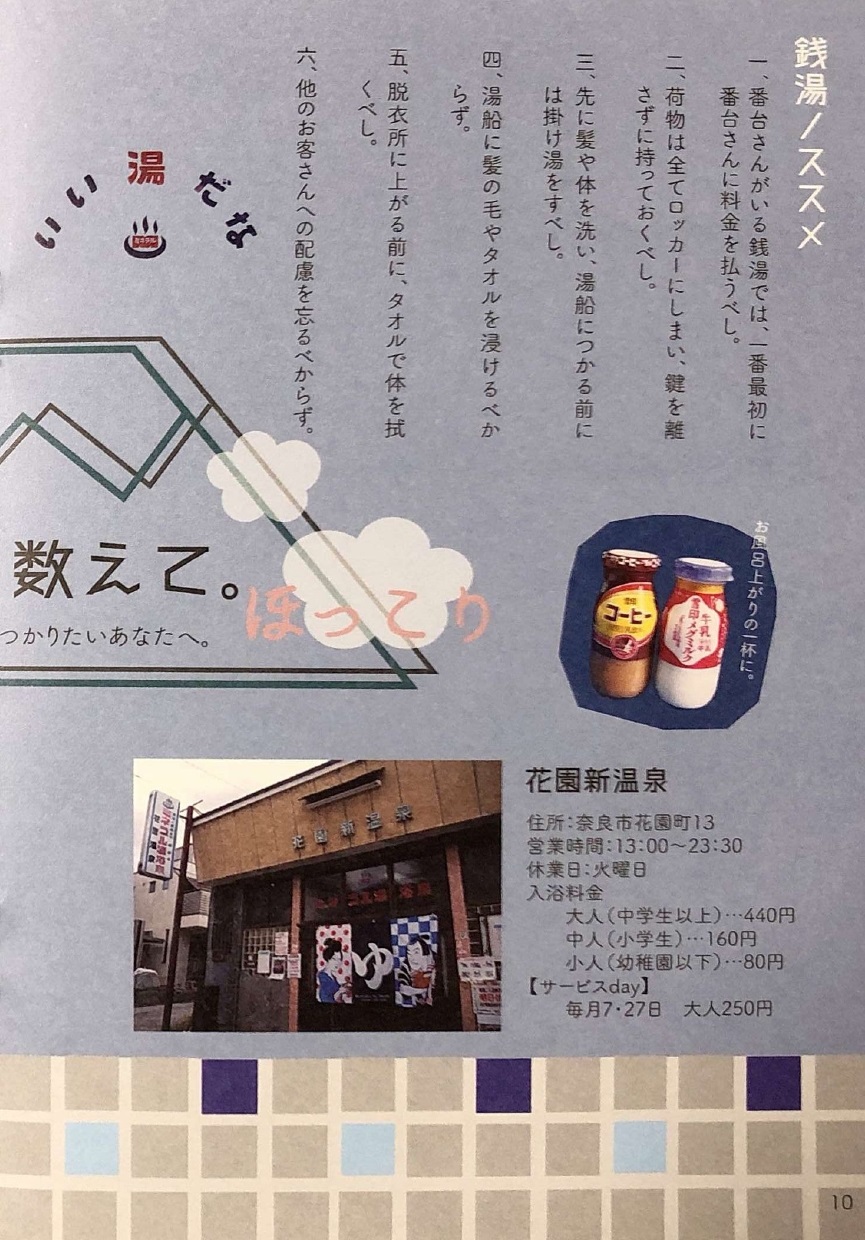 銭湯ノススメ
一、番台さんがいる銭湯では、一番最初に
番台さんに料金を払うべし。
二、荷物は全てロッカーにしまい、鍵を離
さずに持っておくべし。
三、先に髪や体を洗い、湯船につかる前に
は掛け湯をすべし。
四、湯船に髪の毛やタオルを浸けるべか
らず。
五、脱衣所に上がる前に、タオルで体を拭
くべし。
六、他のお客さんへの配慮を忘るべからず。
いい湯だな
数えて。
つかりたいあなたへ。
ほっこり
お風呂上がりの一杯に。
コーヒー
牛乳
雪印メグミルク
花園新温泉
住所:奈良市花園町13
営業時間:13:00〜23:30
休業日:火曜日
入浴料金
大人(中学生以上)…440円
中人(小学生)…160円
小人(幼稚園以下)…80円
【サービスday】
毎月7・27日　大人250円
花園新温泉
ゆ
10